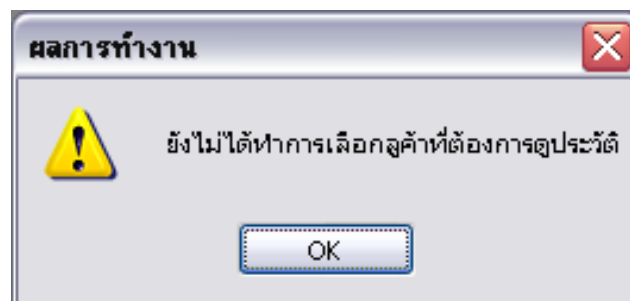 ผลการทำงาน
ยังไม่ได้ทำการเลือกลูค้าที่ต้องการดูประวัติ
OK